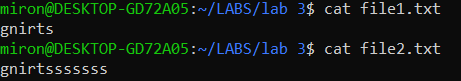 miron@DESKTOP-GD72A05:~/LABS/lab 3$ cat file1.txt
gnirts
miron@DESKTOP-GD72A05:~/LABS/lab 3$ cat file2.txt
gnirtsssssss